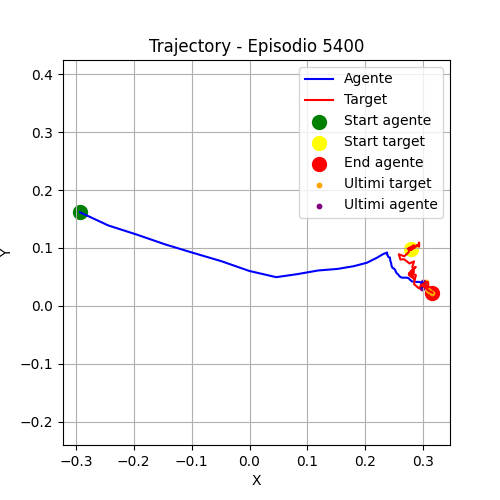 Trajectory - Episodio 5400
Agente
Target
Start agente
Start target
End agente
Ultimi target
Ultimi agente
0.4
0.3
0.2
0.1
0.0
−0.1
−0.2
Y
−0.3
−0.2
−0.1
0.0
0.1
0.2
0.3
X